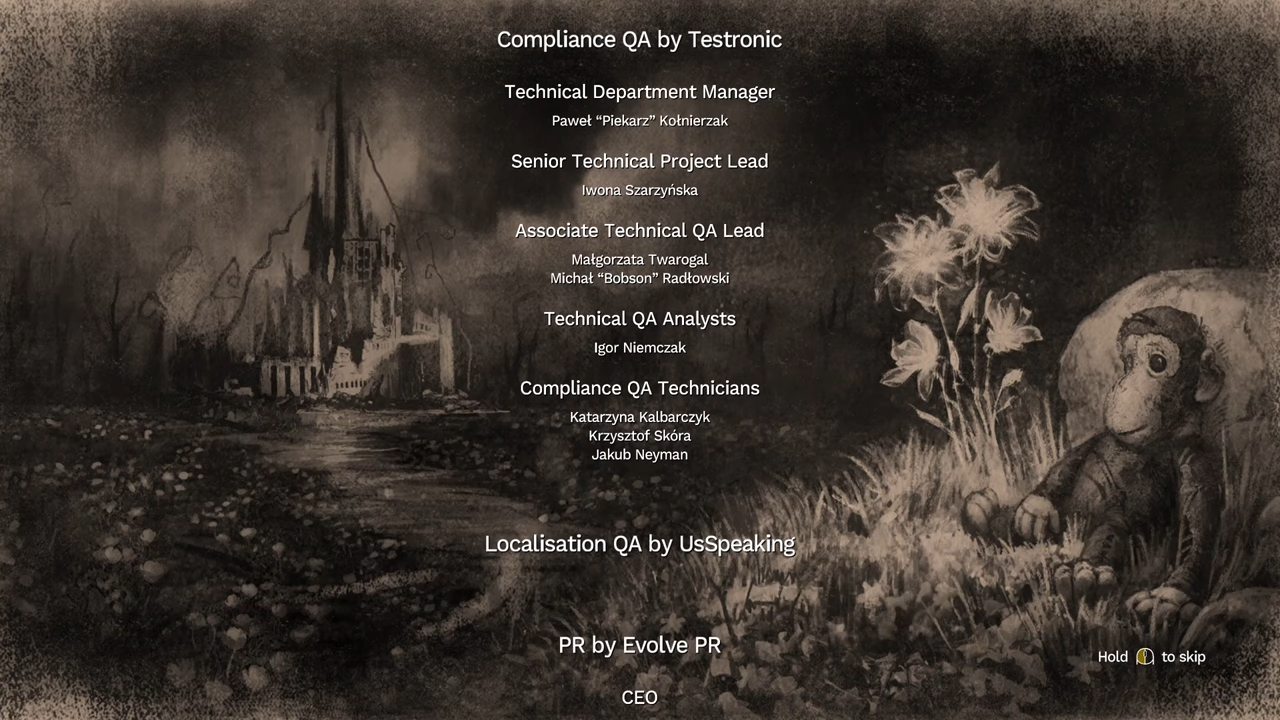 Compliance QA by Testronic
Technical Department Manager
Paweł “Piekarz” Kołnierzak
Senior Technical Project Lead
Iwona Szarzyńska
Associate Technical QA Lead
Małgorzata Twarogal
Michał “Bobson” Radłowski
Technical QA Analysts
Igor Niemczak
Compliance QA Technicians
Katarzyna Kalbarczyk
Krzysztof Skóra
Jakub Neyman
Localisation QA by UsSpeaking
PR by Evolve PR
Hold to skip
CEO